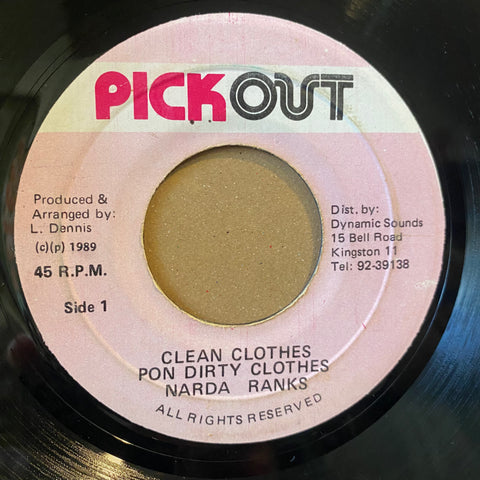 PICKOUT
Produced &
Arranged by:
L. Dennis
(c)(p) 1989
45 R.P.M.
Side 1
Dist. by:
Dynamic Sounds
15 Bell Road
Kingston 11
Tel: 92-39138
CLEAN CLOTHES
PON DIRTY CLOTHES
NARDA RANKS
ALL RIGHTS RESERVED